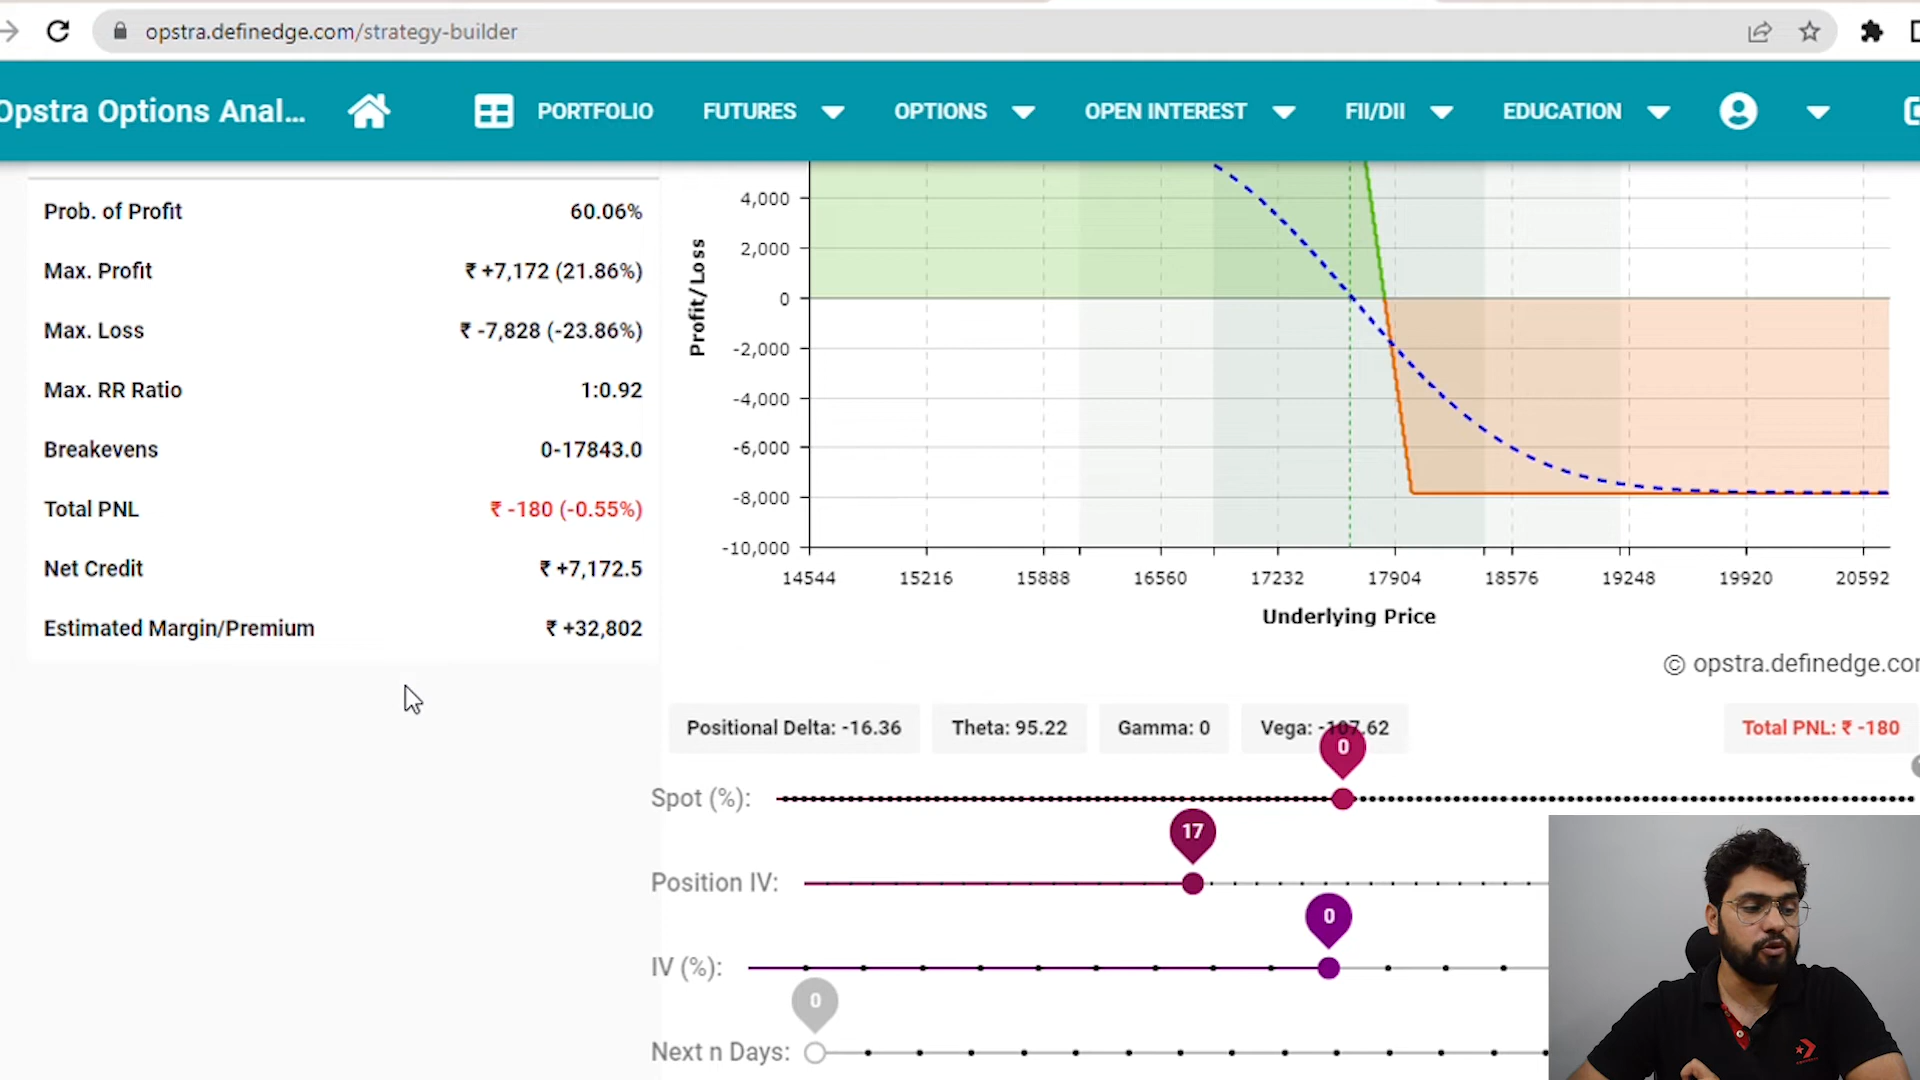 opstra.definedge.com/strategy-builder
Opstra Options Anal...
PORTFOLIO
FUTURES
OPTIONS
OPEN INTEREST
FII/DII
EDUCATION
Prob. of Profit 60.06%
Max. Profit ₹ +7,172 (21.86%)
Max. Loss ₹ -7,828 (-23.86%)
Max. RR Ratio 1:0.92
Breakevens 0-17843.0
Total PNL ₹ -180 (-0.55%)
Net Credit ₹ +7,172.5
Estimated Margin/Premium ₹ +32,802
Profit/Loss
4,000
2,000
0
-2,000
-4,000
-6,000
-8,000
-10,000
14544 15216 15888 16560 17232 17904 18576 19248 19920 20592
Underlying Price
© opstra.definedge.com
Positional Delta: -16.36 Theta: 95.22 Gamma: 0 Vega: -107.62 Total PNL: ₹ -180
0
Spot (%):
17
Position IV:
0
IV (%):
0
Next n Days: